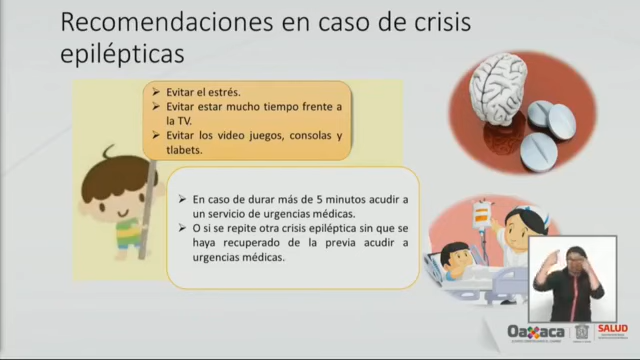 Recomendaciones en caso de crisis
epilépticas
➢ Evitar el estrés.
➢ Evitar estar mucho tiempo frente a
la TV.
➢ Evitar los video juegos, consolas y
tlabets.
➢ En caso de durar más de 5 minutos acudir a
un servicio de urgencias médicas.
➢ O si se repite otra crisis epiléptica sin que se
haya recuperado de la previa acudir a
urgencias médicas.
Oaxaca
SALUD